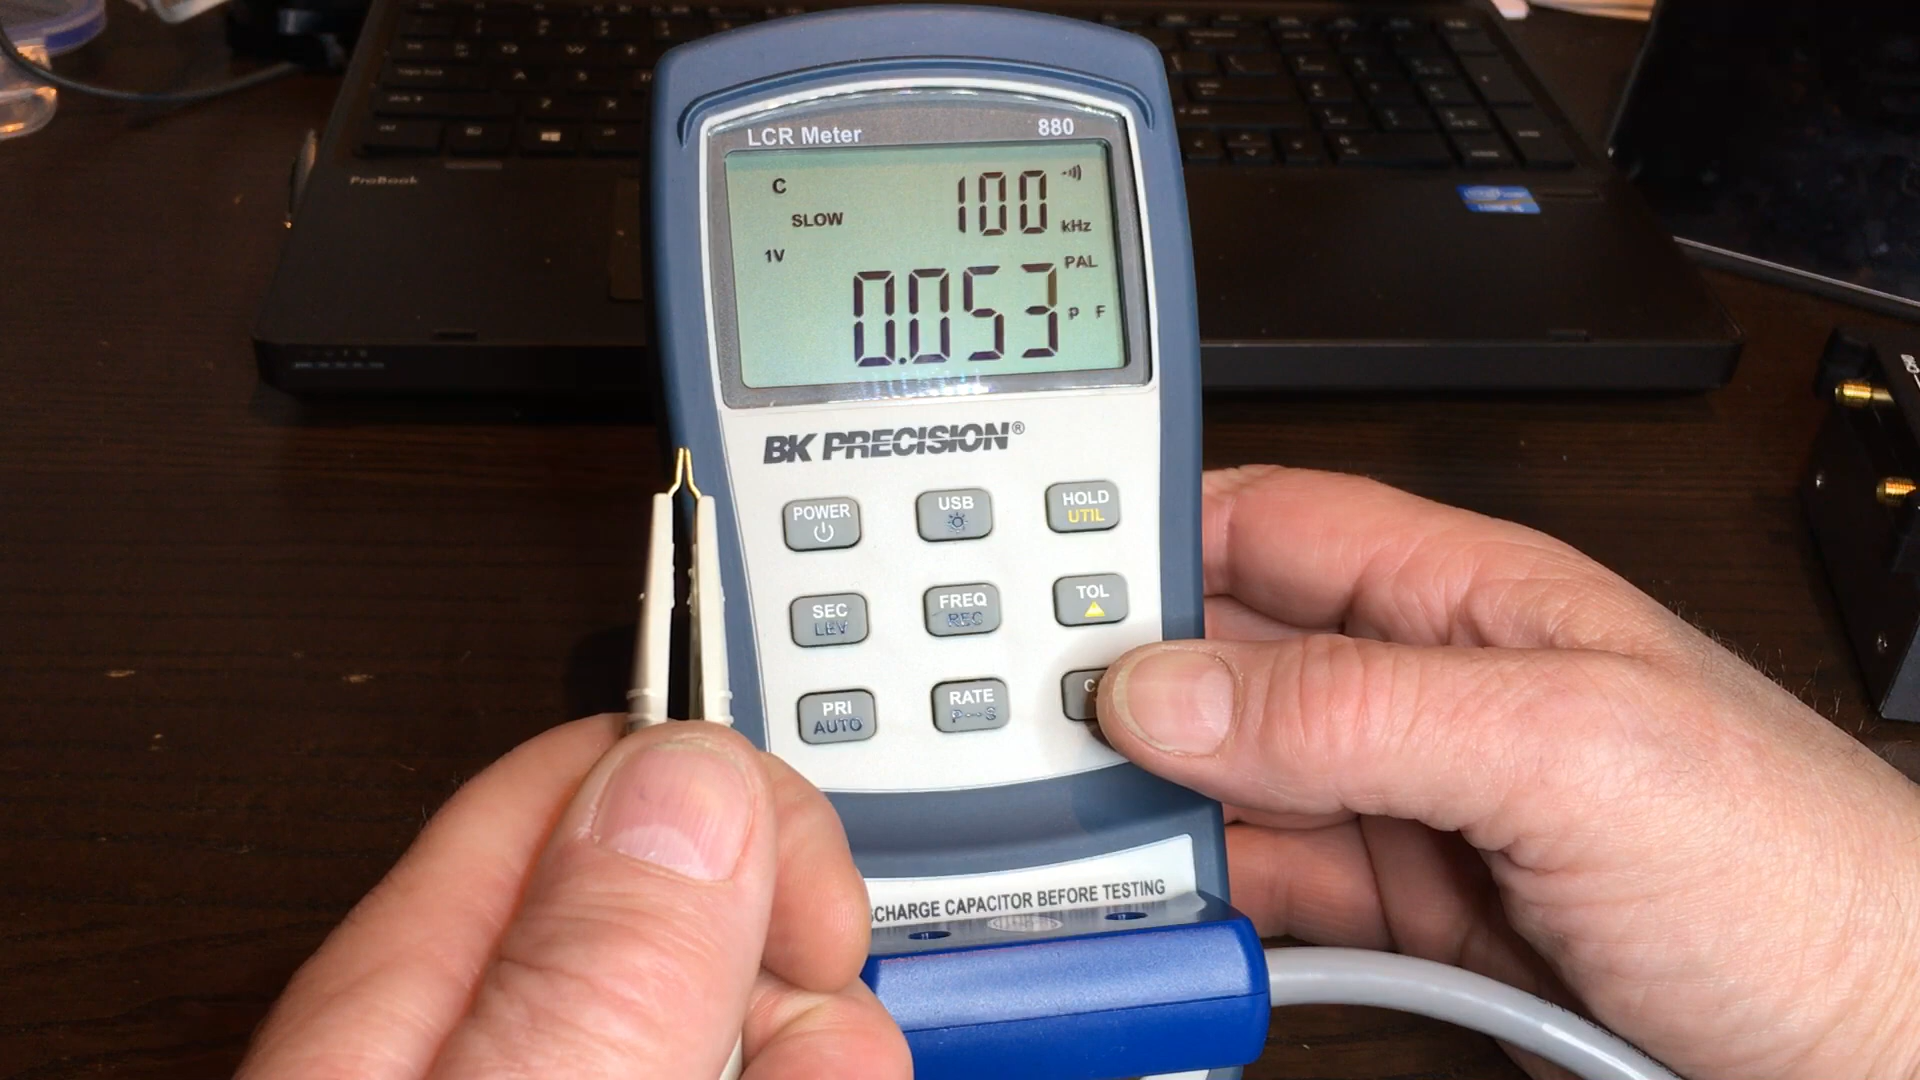 ProBook
LCR Meter 880
C 100 kHz
SLOW
1V PAL
0.053 p F
BK PRECISION®
POWER USB HOLD
UTIL
SEC FREQ TOL
LEV REC
PRI RATE C
AUTO P↔S
SCHARGE CAPACITOR BEFORE TESTING